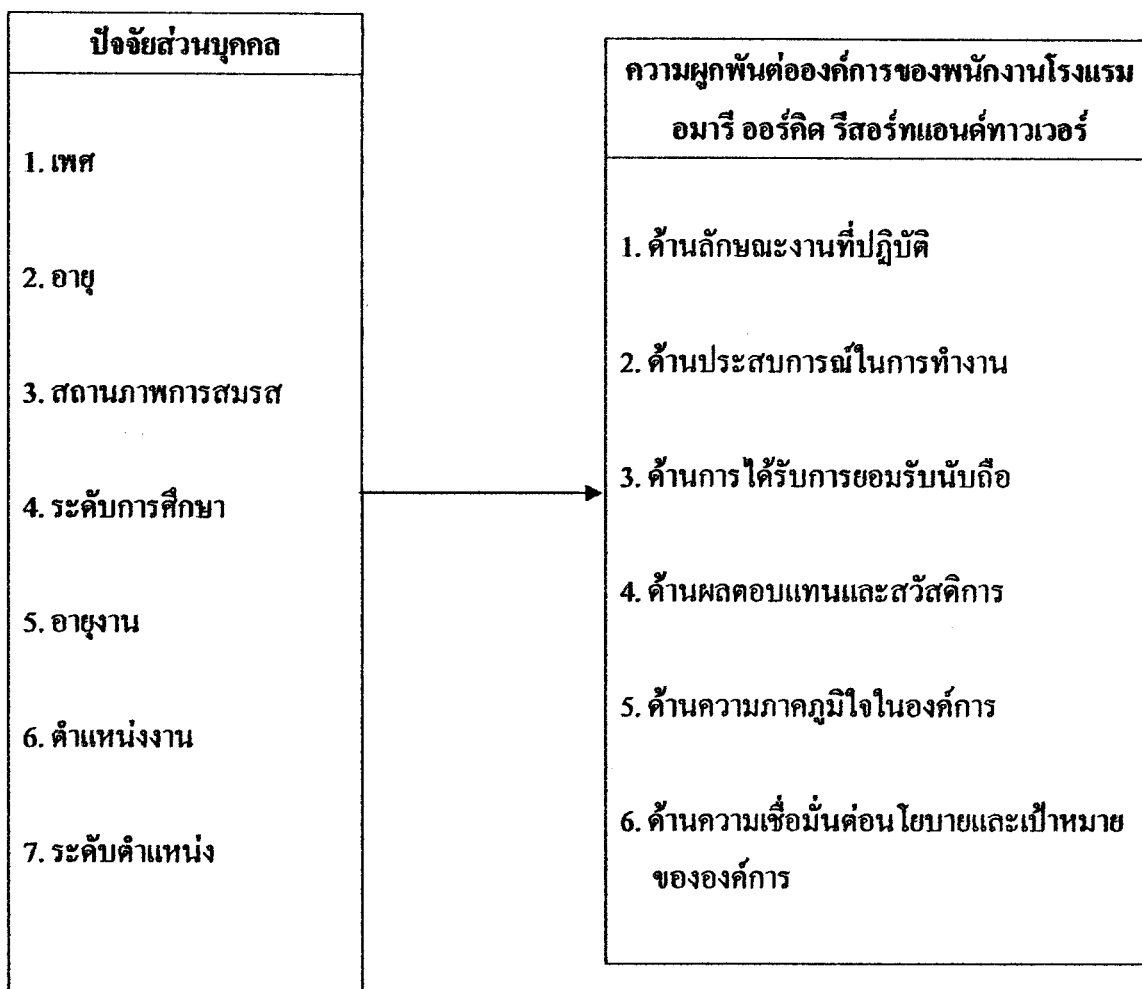 ปัจจัยส่วนบุคคล
1. เพศ
2. อายุ
3. สถานภาพการสมรส
4. ระดับการศึกษา
5. อายุงาน
6. ตำแหน่งงาน
7. ระดับตำแหน่ง
ความผูกพันต่อองค์การของพนักงานโรงแรม
อมารี ออร์คิด รีสอร์ทแอนด์ทาวเวอร์
1. ด้านลักษณะงานที่ปฏิบัติ
2. ด้านประสบการณ์ในการทำงาน
3. ด้านการได้รับการยอมรับนับถือ
4. ด้านผลตอบแทนและสวัสดิการ
5. ด้านความภาคภูมิใจในองค์การ
6. ด้านความเชื่อมั่นต่อนโยบายและเป้าหมาย
ขององค์การ